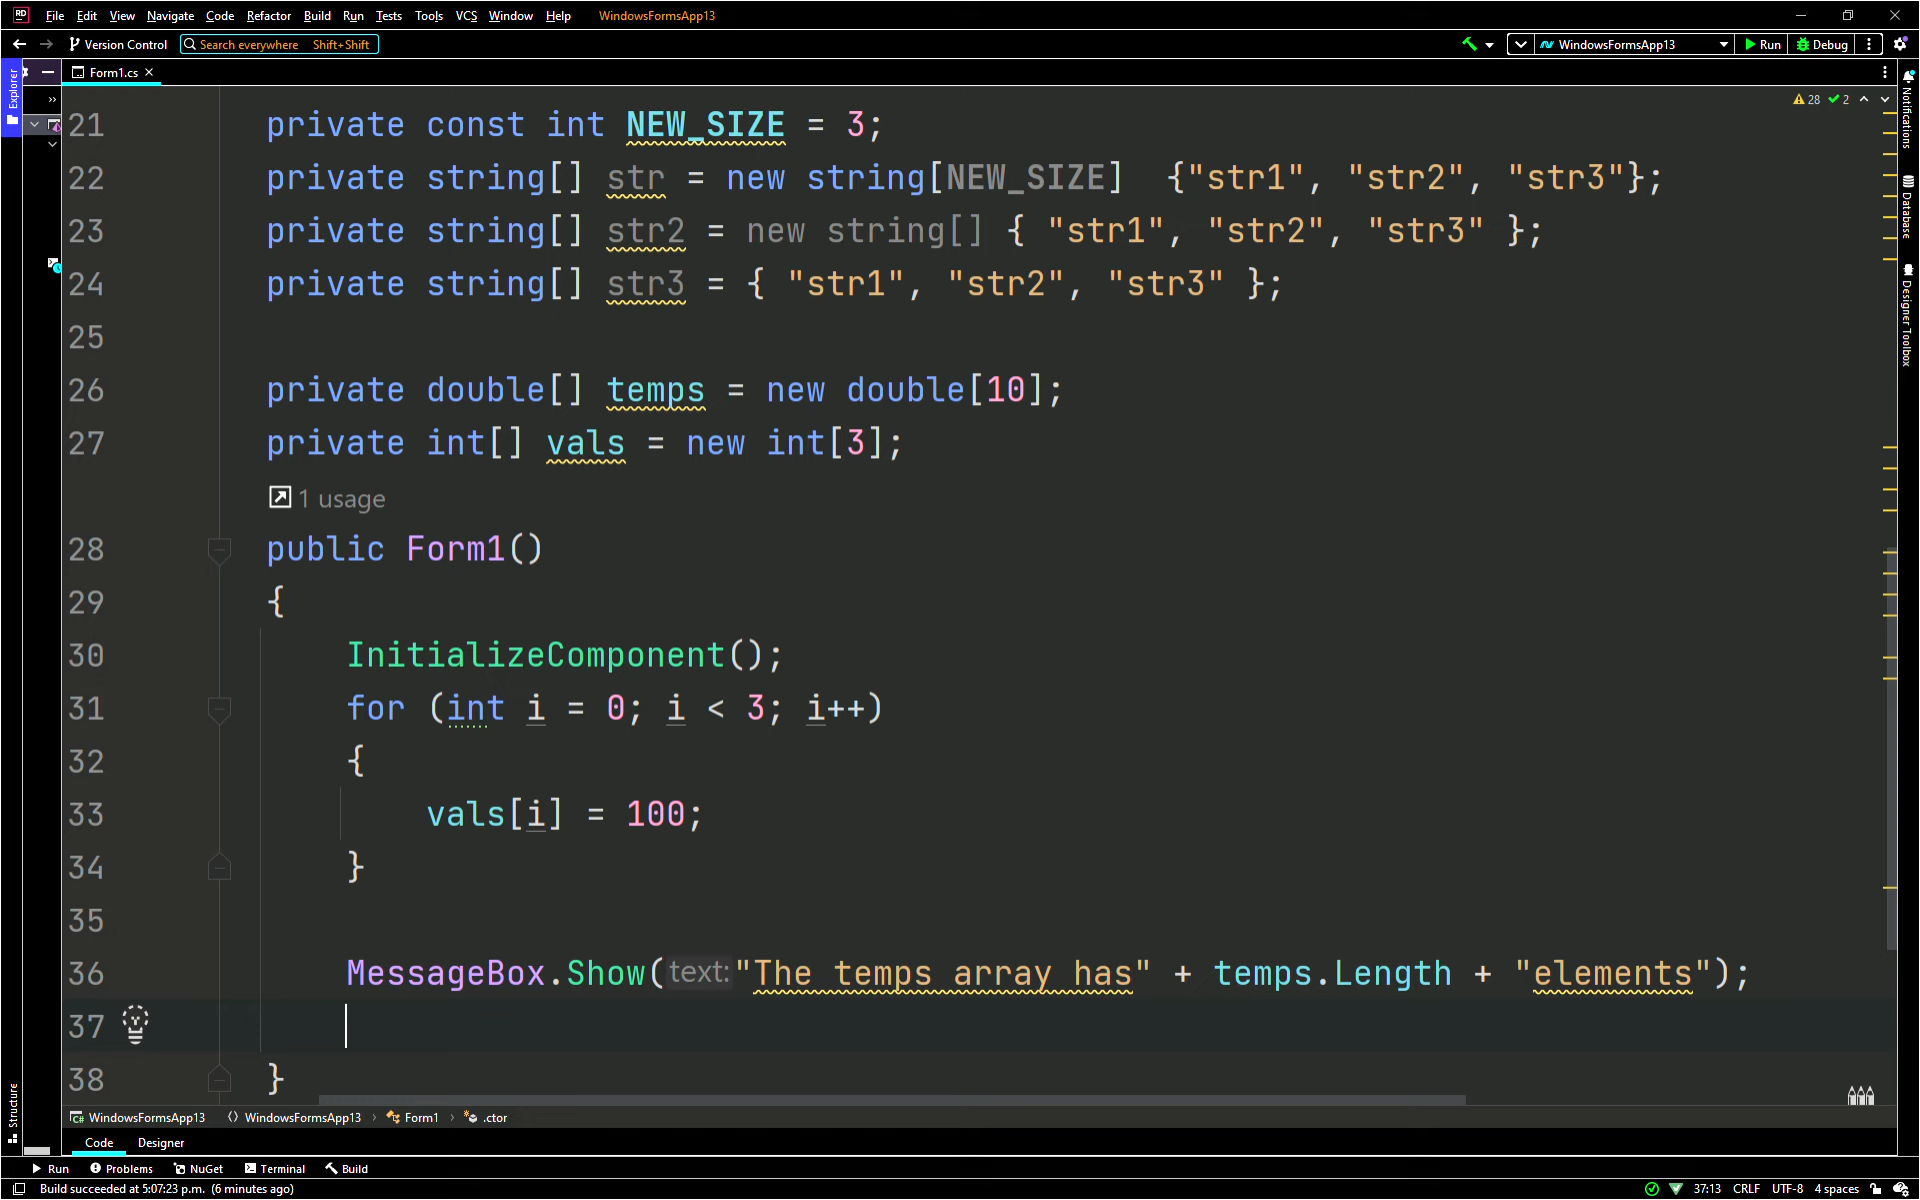 RD File Edit View Navigate Code Refactor Build Run Tests Tools VCS Window Help WindowsFormsApp13
Version Control Search everywhere Shift+Shift WindowsFormsApp13 Run Debug
Explorer
Form1.cs
28 2
21 private const int NEW_SIZE = 3;
22 private string[] str = new string[NEW_SIZE] {"str1", "str2", "str3"};
23 private string[] str2 = new string[] { "str1", "str2", "str3" };
24 private string[] str3 = { "str1", "str2", "str3" };
25
26 private double[] temps = new double[10];
27 private int[] vals = new int[3];
1 usage
28 public Form1()
29 {
30 InitializeComponent();
31 for (int i = 0; i < 3; i++)
32 {
33 vals[i] = 100;
34 }
35
36 MessageBox.Show( text: "The temps array has" + temps.Length + "elements");
37
38 }
Notifications
Database
Designer Toolbox
Structure
C# WindowsFormsApp13 WindowsFormsApp13 Form1 .ctor
Code Designer
Run Problems NuGet Terminal Build
Build succeeded at 5:07:23 p.m. (6 minutes ago) 37:13 CRLF UTF-8 4 spaces